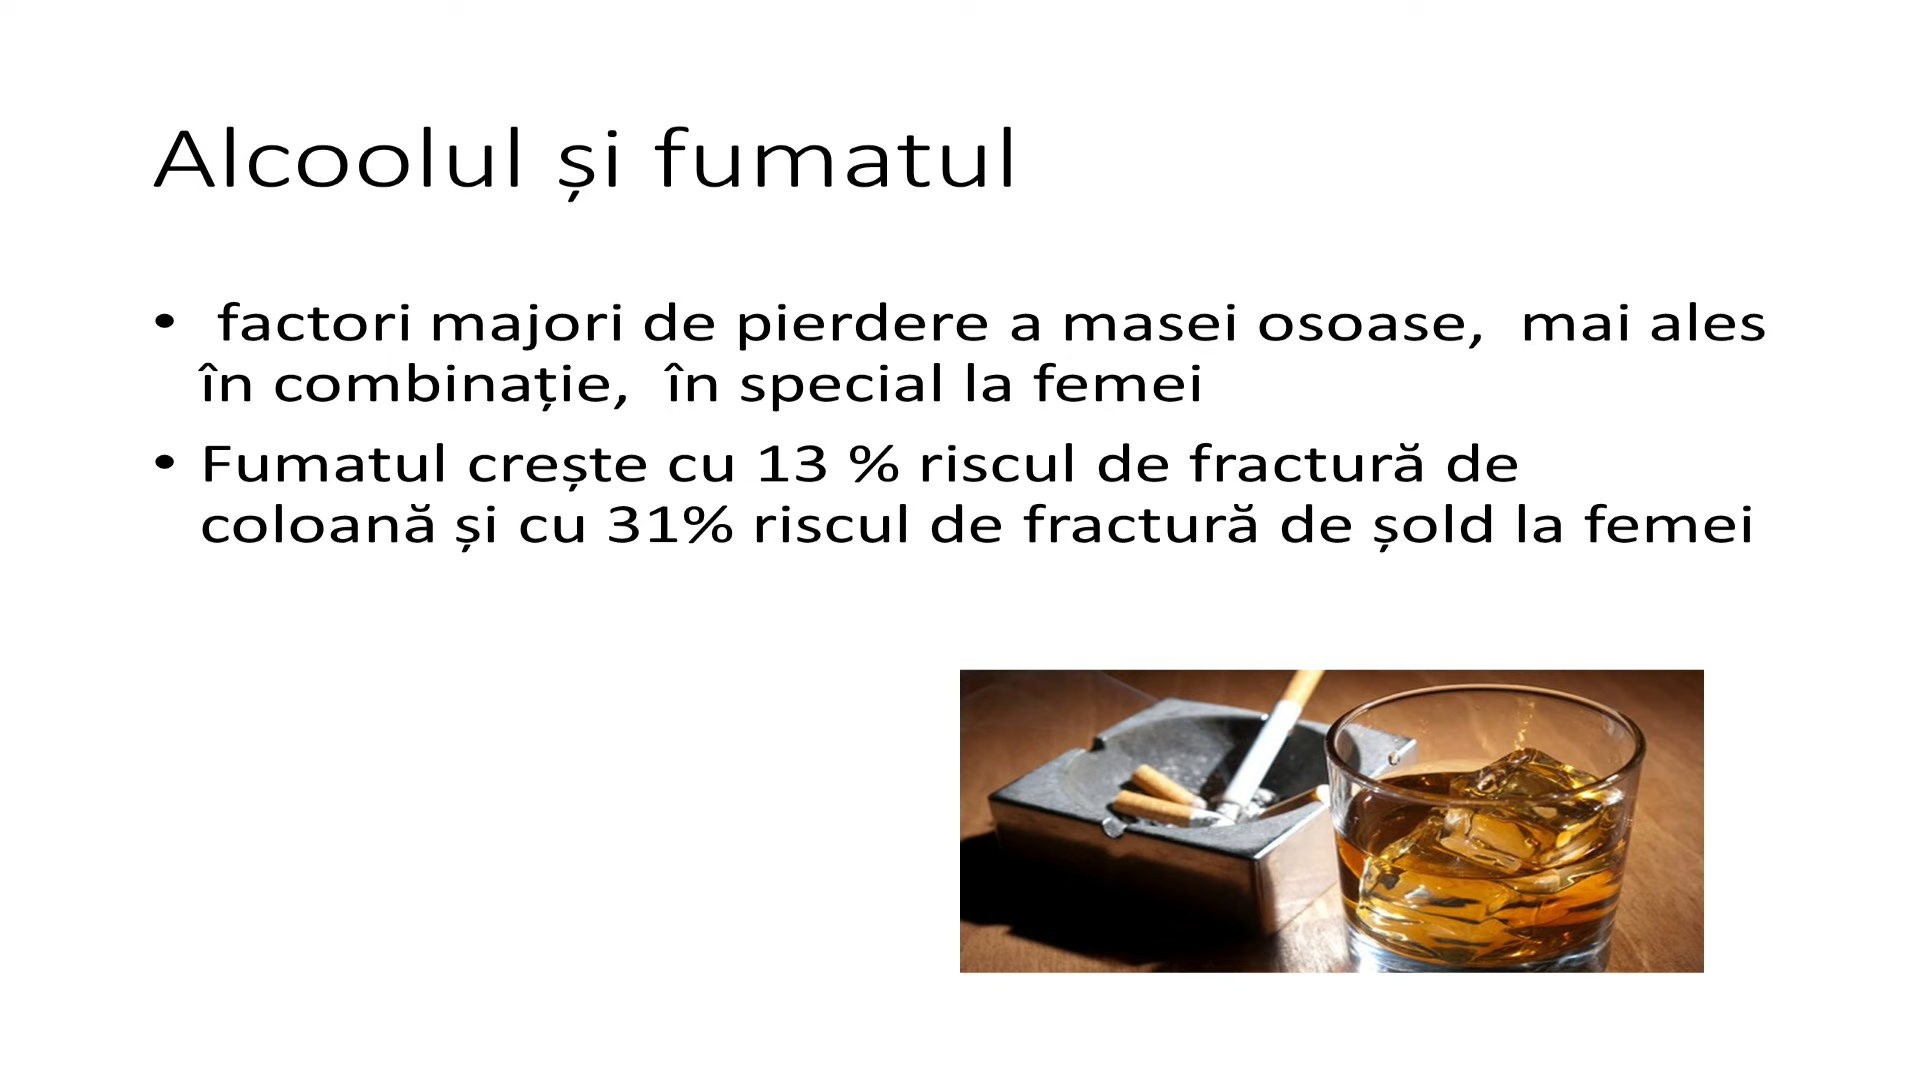 Alcoolul și fumatul
• factori majori de pierdere a masei osoase, mai ales
în combinație, în special la femei
• Fumatul crește cu 13 % riscul de fractură de
coloană și cu 31% riscul de fractură de șold la femei